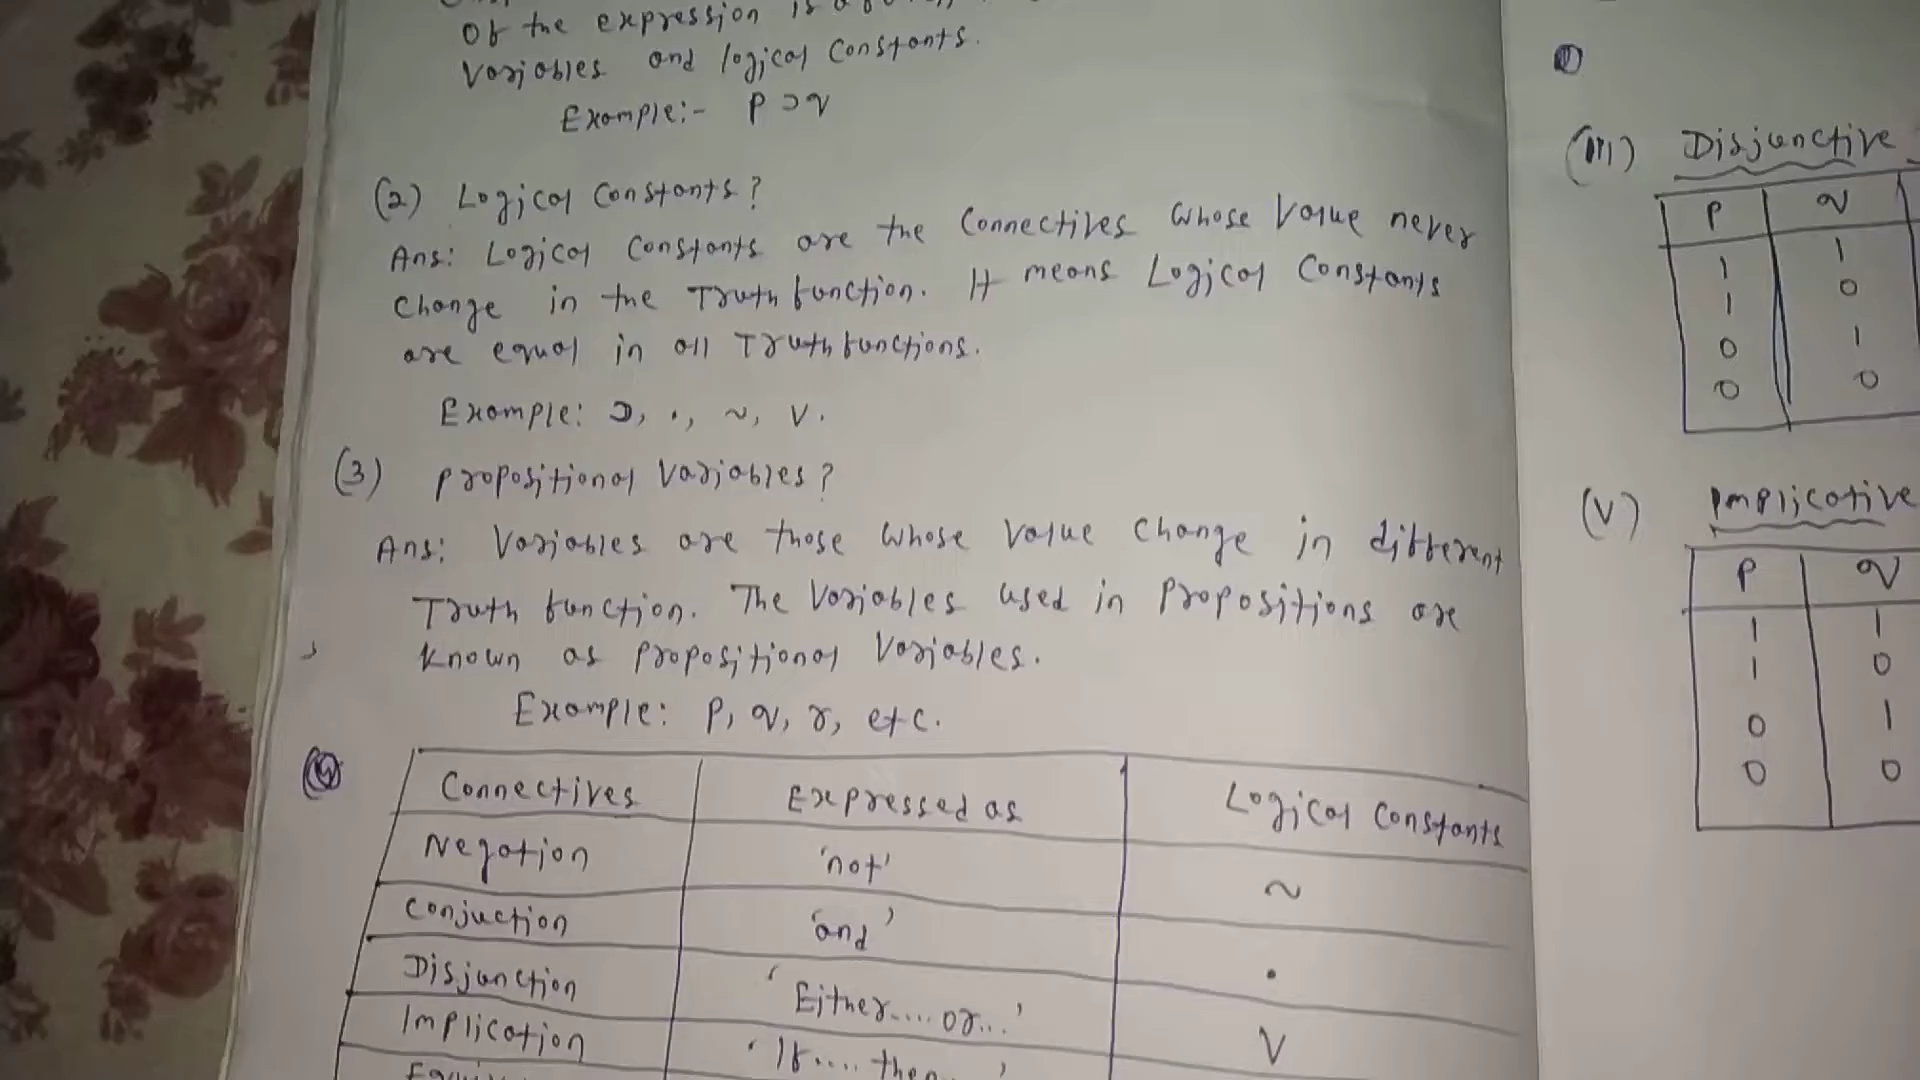 of the expression is a
Variables and logical Constants.
Example:- P ⊃ q
(2) Logical Constants?
Ans: Logical Constants are the Connectives whose Value never
Change in the Truth function. It means Logical Constants
are equal in all Truth functions.
Example: ⊃, ·, ~, V.
(3) Propositional Variables?
Ans: Variables are those whose Value Change in different
Truth function. The Variables used in Propositions are
Known as Propositional Variables.
Example: P, q, r, etc.
(4)
Connectives Expressed as Logical Constants
Negation 'not' ~
Conjuction 'and' ·
Disjunction 'Either.... or...' V
Implication 'If .... then...'
(III) Disjunctive
P q
1 1
1 0
0 1
0 0
(V) Implicative
P q
1 1
1 0
0 1
0 0